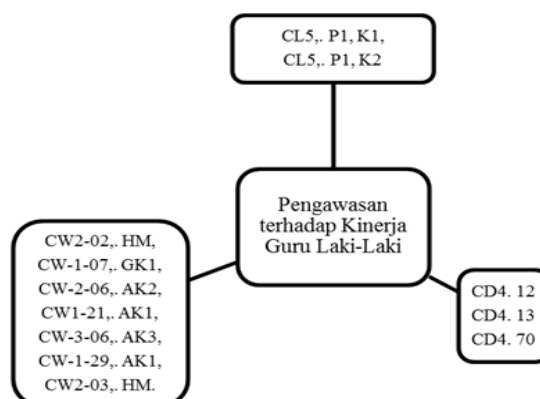 CL5,. P1, K1,
CL5,. P1, K2
Pengawasan
terhadap Kinerja
Guru Laki-Laki
CW2-02,. HM,
CW-1-07,. GK1,
CW-2-06,. AK2,
CW1-21,. AK1,
CW-3-06,. AK3,
CW-1-29,. AK1,
CW2-03,. HM.
CD4. 12
CD4. 13
CD4. 70